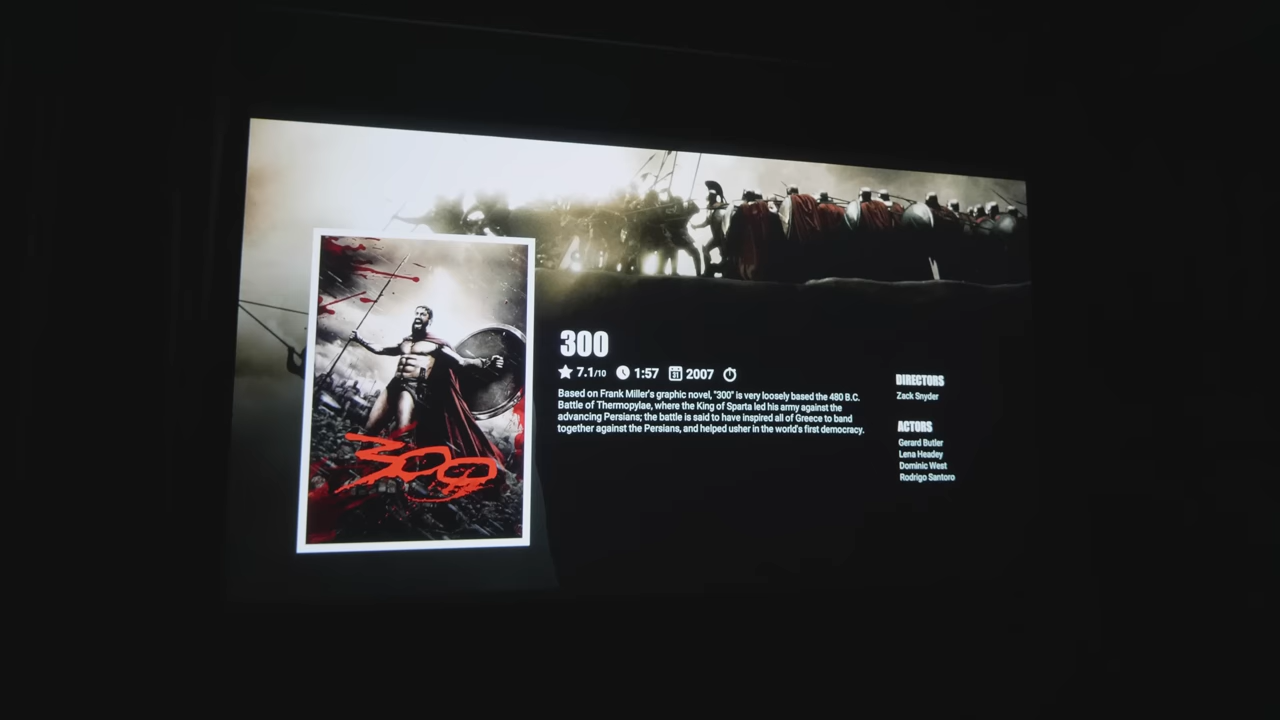 300
7.1/10 1:57 31 2007
Based on Frank Miller's graphic novel, "300" is very loosely based the 480 B.C.
Battle of Thermopylae, where the King of Sparta led his army against the
advancing Persians; the battle is said to have inspired all of Greece to band
together against the Persians, and helped usher in the world's first democracy.
DIRECTORS
Zack Snyder
ACTORS
Gerard Butler
Lena Headey
Dominic West
Rodrigo Santoro
300